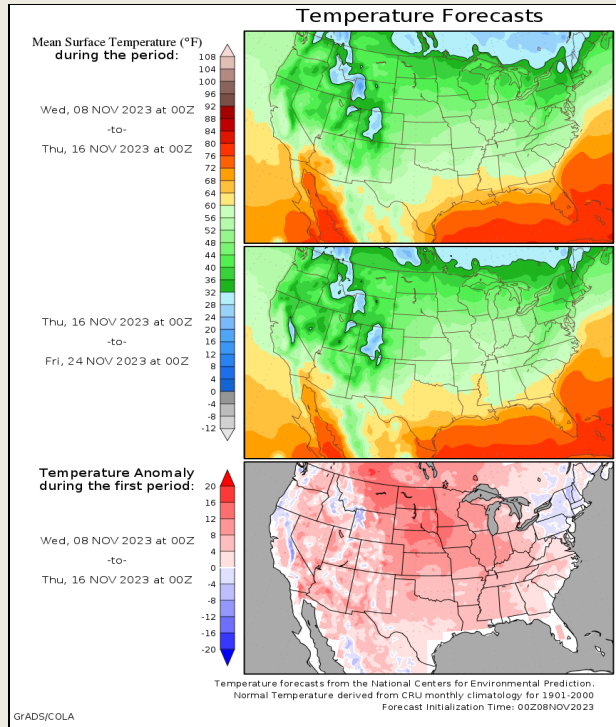 Temperature Forecasts
Mean Surface Temperature (°F)
during the period:
108
104
100
96
92
88
84
80
76
72
68
64
60
56
52
48
44
40
36
32
28
24
20
16
12
8
4
0
-4
-8
-12
Wed, 08 NOV 2023 at 00Z
-to-
Thu, 16 NOV 2023 at 00Z
Thu, 16 NOV 2023 at 00Z
-to-
Fri, 24 NOV 2023 at 00Z
Temperature Anomaly
during the first period:
20
16
12
8
4
0
-4
-8
-12
-16
-20
Wed, 08 NOV 2023 at 00Z
-to-
Thu, 16 NOV 2023 at 00Z
Temperature forecasts from the National Centers for Environmental Prediction.
Normal Temperature derived from CRU monthly climatology for 1901-2000
Forecast Initialization Time: 00Z08NOV2023
GrADS/COLA